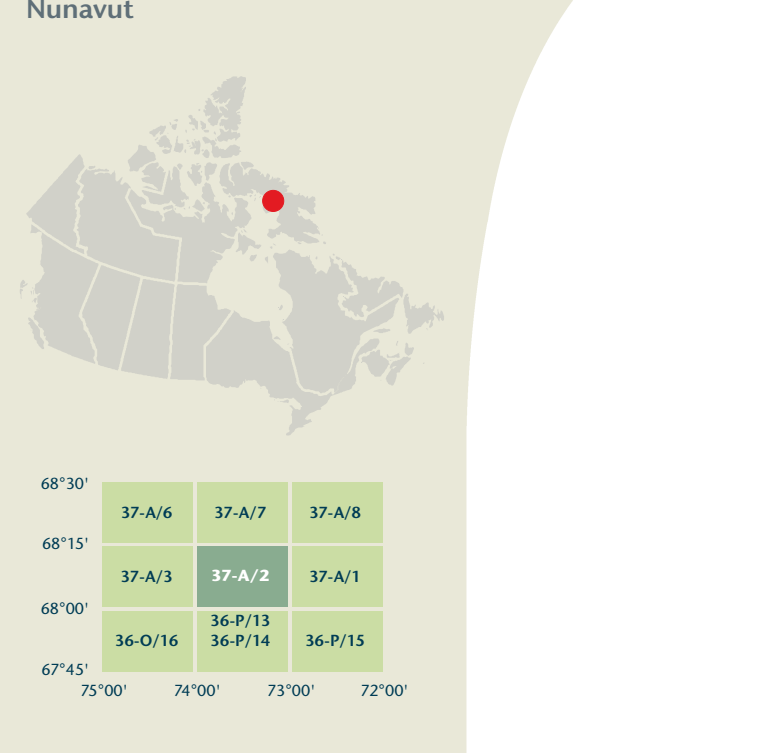 Nunavut
68°30'
37-A/6 37-A/7 37-A/8
68°15'
37-A/3 37-A/2 37-A/1
68°00'
36-P/13
36-O/16 36-P/14 36-P/15
67°45'
75°00' 74°00' 73°00' 72°00'